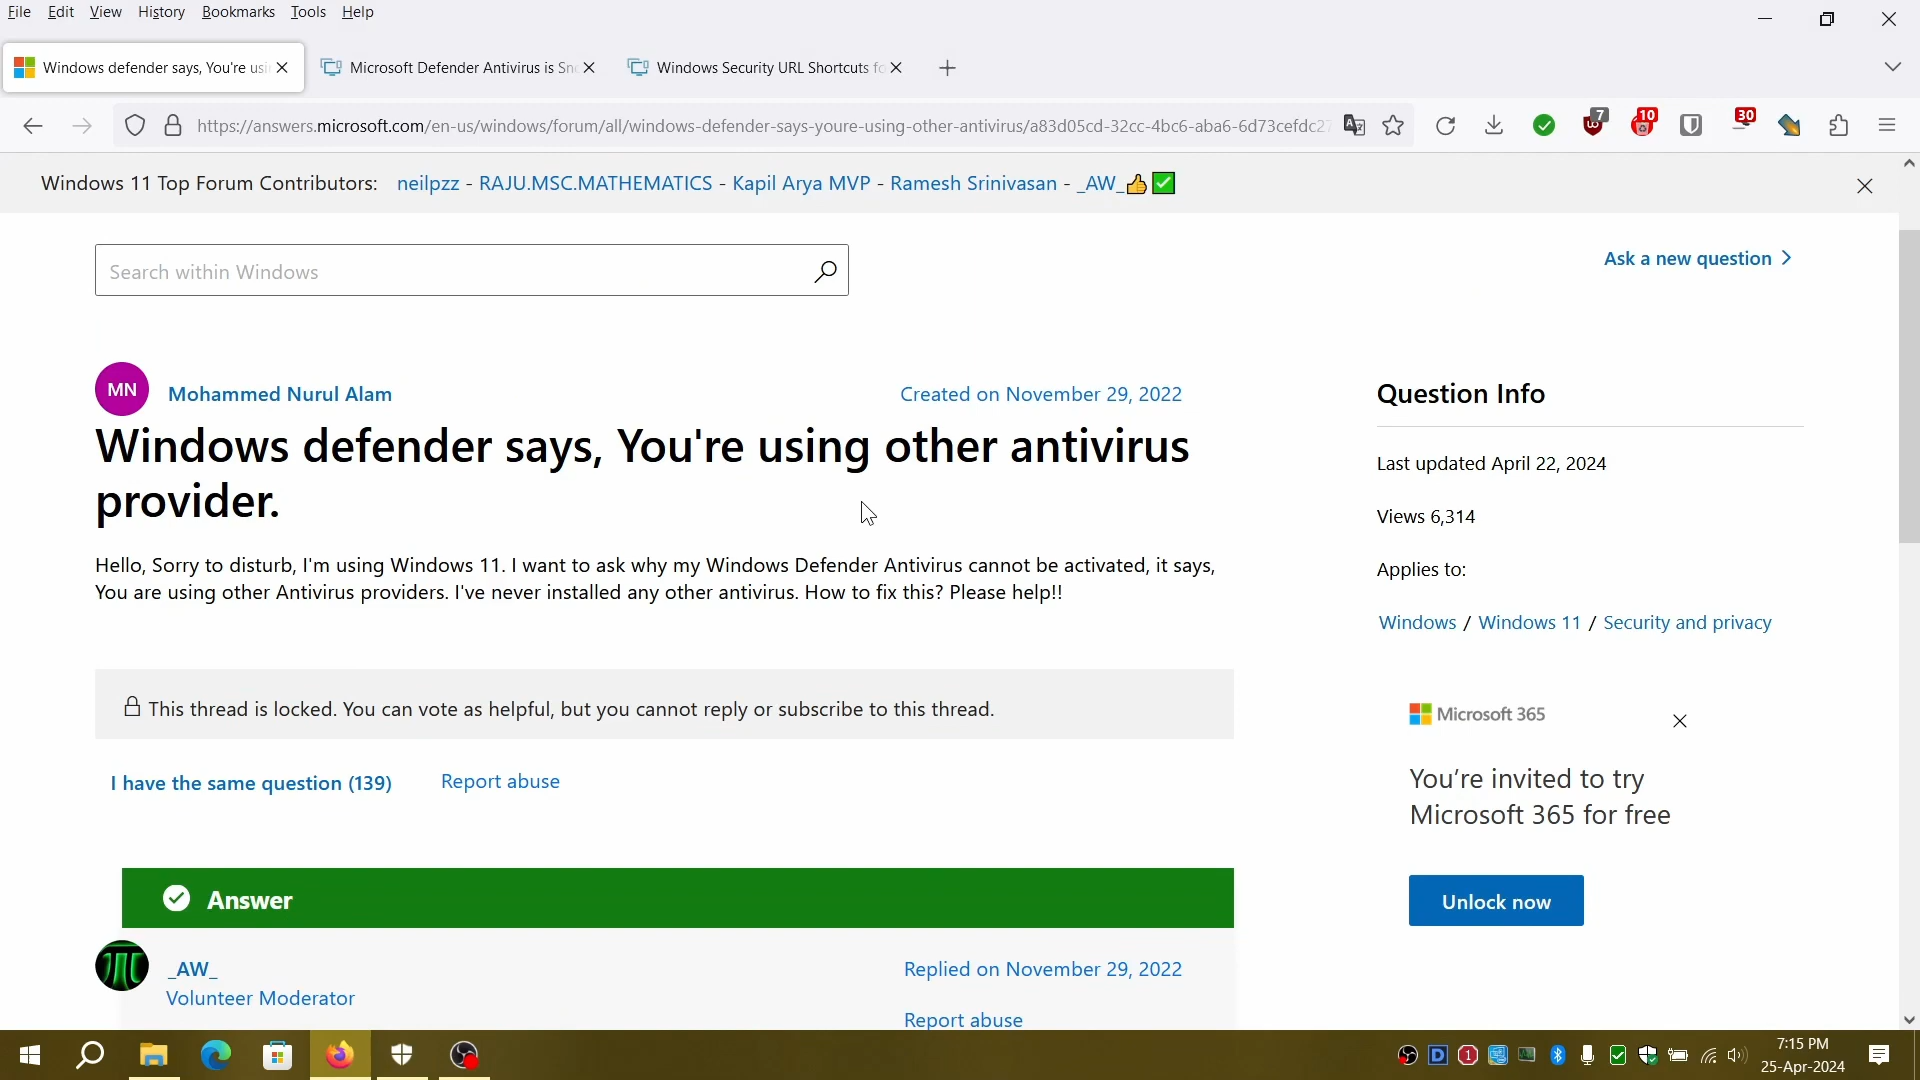 File Edit View History Bookmarks Tools Help
Windows defender says, You're usi
Microsoft Defender Antivirus is Sn
Windows Security URL Shortcuts fo
https://answers.microsoft.com/en-us/windows/forum/all/windows-defender-says-youre-using-other-antivirus/a83d05cd-32cc-4bc6-aba6-6d73cefdc27
7
10
30
Windows 11 Top Forum Contributors: neilpzz - RAJU.MSC.MATHEMATICS - Kapil Arya MVP - Ramesh Srinivasan - _AW_👍✅
Search within Windows
Ask a new question
MN
Mohammed Nurul Alam
Created on November 29, 2022
Windows defender says, You're using other antivirus
provider.
Hello, Sorry to disturb, I'm using Windows 11. I want to ask why my Windows Defender Antivirus cannot be activated, it says,
You are using other Antivirus providers. I've never installed any other antivirus. How to fix this? Please help!!
This thread is locked. You can vote as helpful, but you cannot reply or subscribe to this thread.
I have the same question (139)
Report abuse
Answer
_AW_
Volunteer Moderator
Replied on November 29, 2022
Report abuse
Question Info
Last updated April 22, 2024
Views 6,314
Applies to:
Windows / Windows 11 / Security and privacy
Microsoft 365
You're invited to try
Microsoft 365 for free
Unlock now
7:15 PM
25-Apr-2024